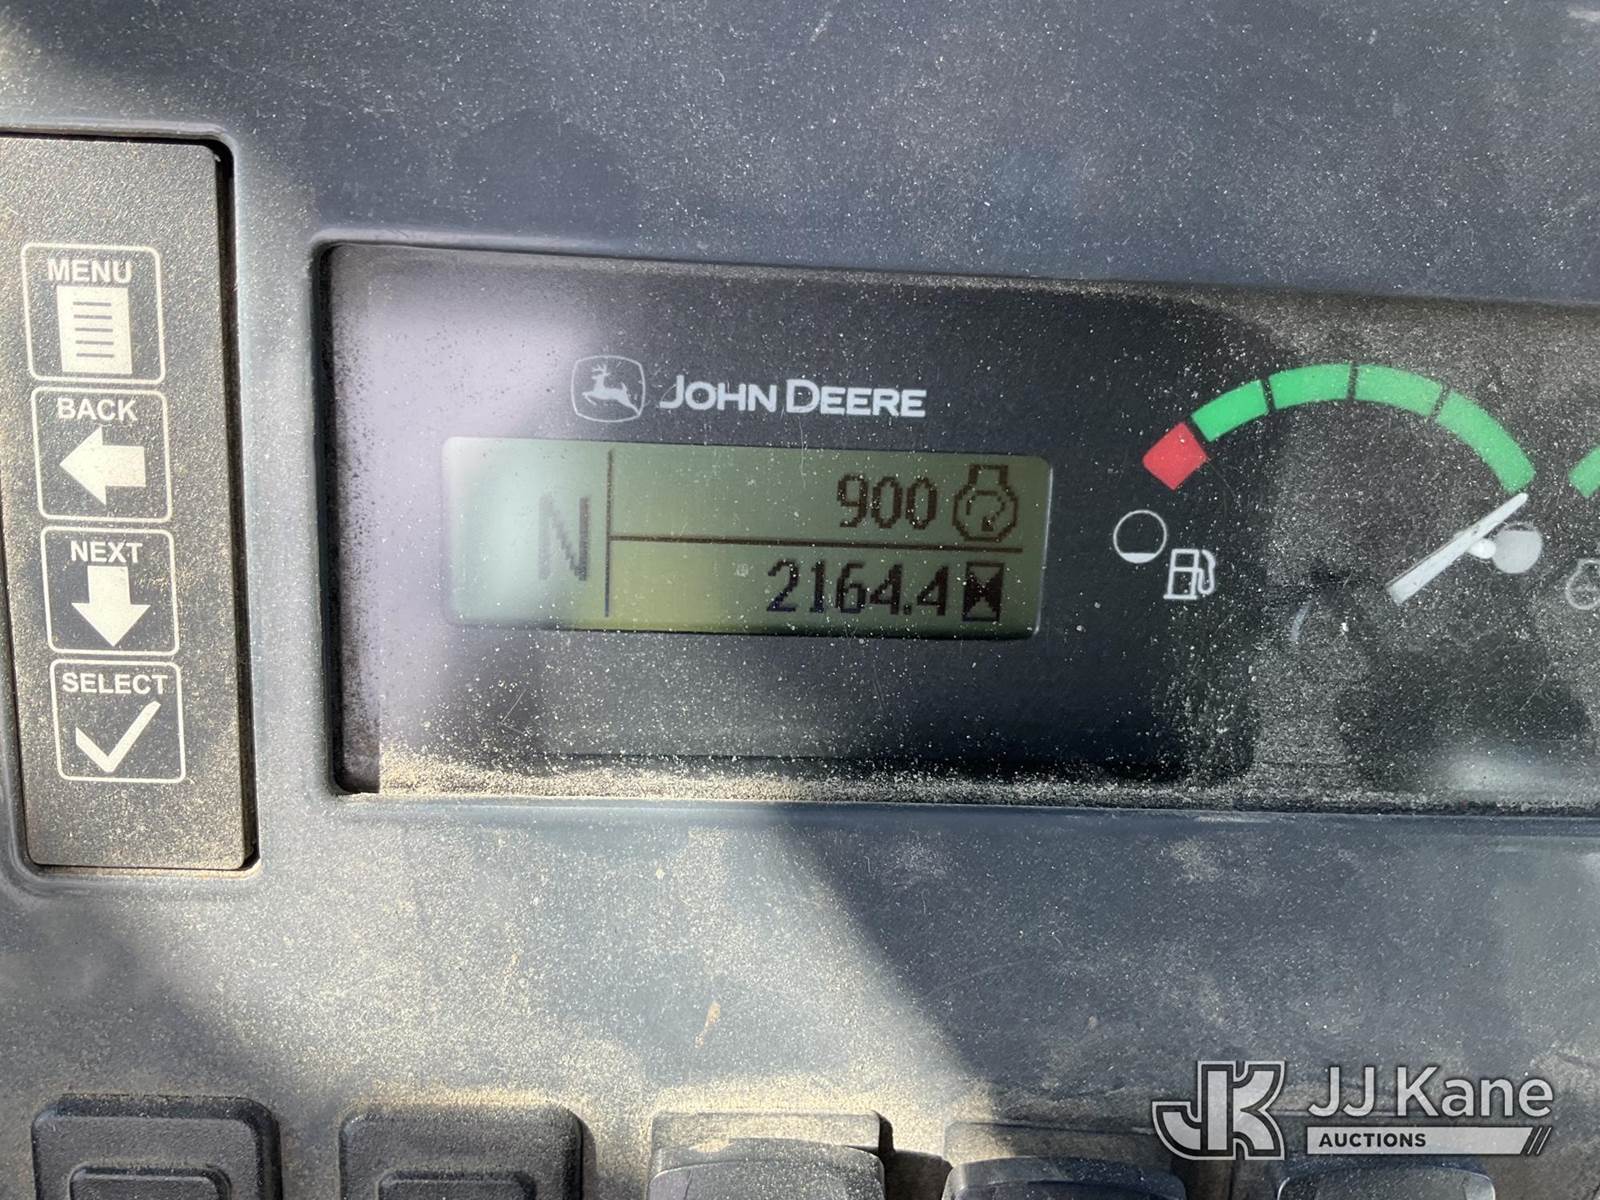 MENU
BACK
NEXT
SELECT
JOHN DEERE
N
900
2164.4
JJ Kane
AUCTIONS